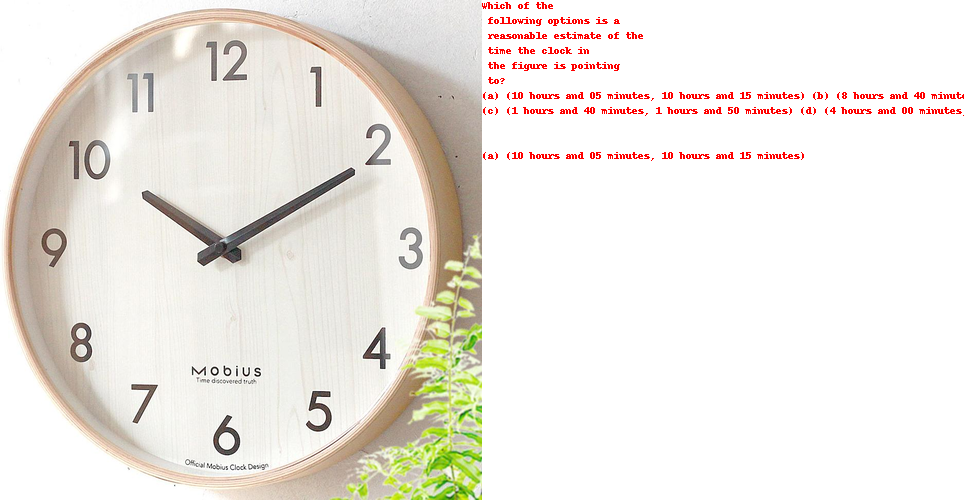 12
11
1
10
2
9
3
8
4
Mobius
Time discovered truth
7
5
6
Official Mobius Clock Design
Which of the
following options is a
reasonable estimate of the
time the clock in
the figure is pointing
to?
(a) (10 hours and 05 minutes, 10 hours and 15 minutes) (b) (8 hours and 40
(c) (1 hours and 40 minutes, 1 hours and 50 minutes) (d) (4 hours and 00 minutes,
(a) (10 hours and 05 minutes, 10 hours and 15 minutes)